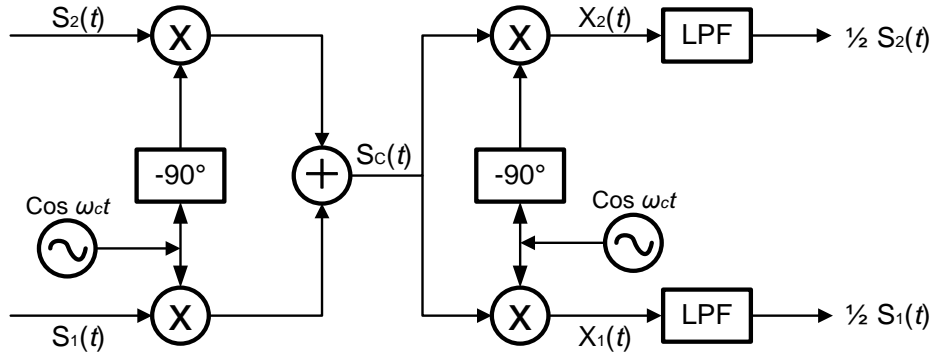 S2(t)
X
X2(t)
X
LPF
½ S2(t)
-90°
+
SC(t)
-90°
Cos ωct
Cos ωct
S1(t)
X
X1(t)
X
LPF
½ S1(t)